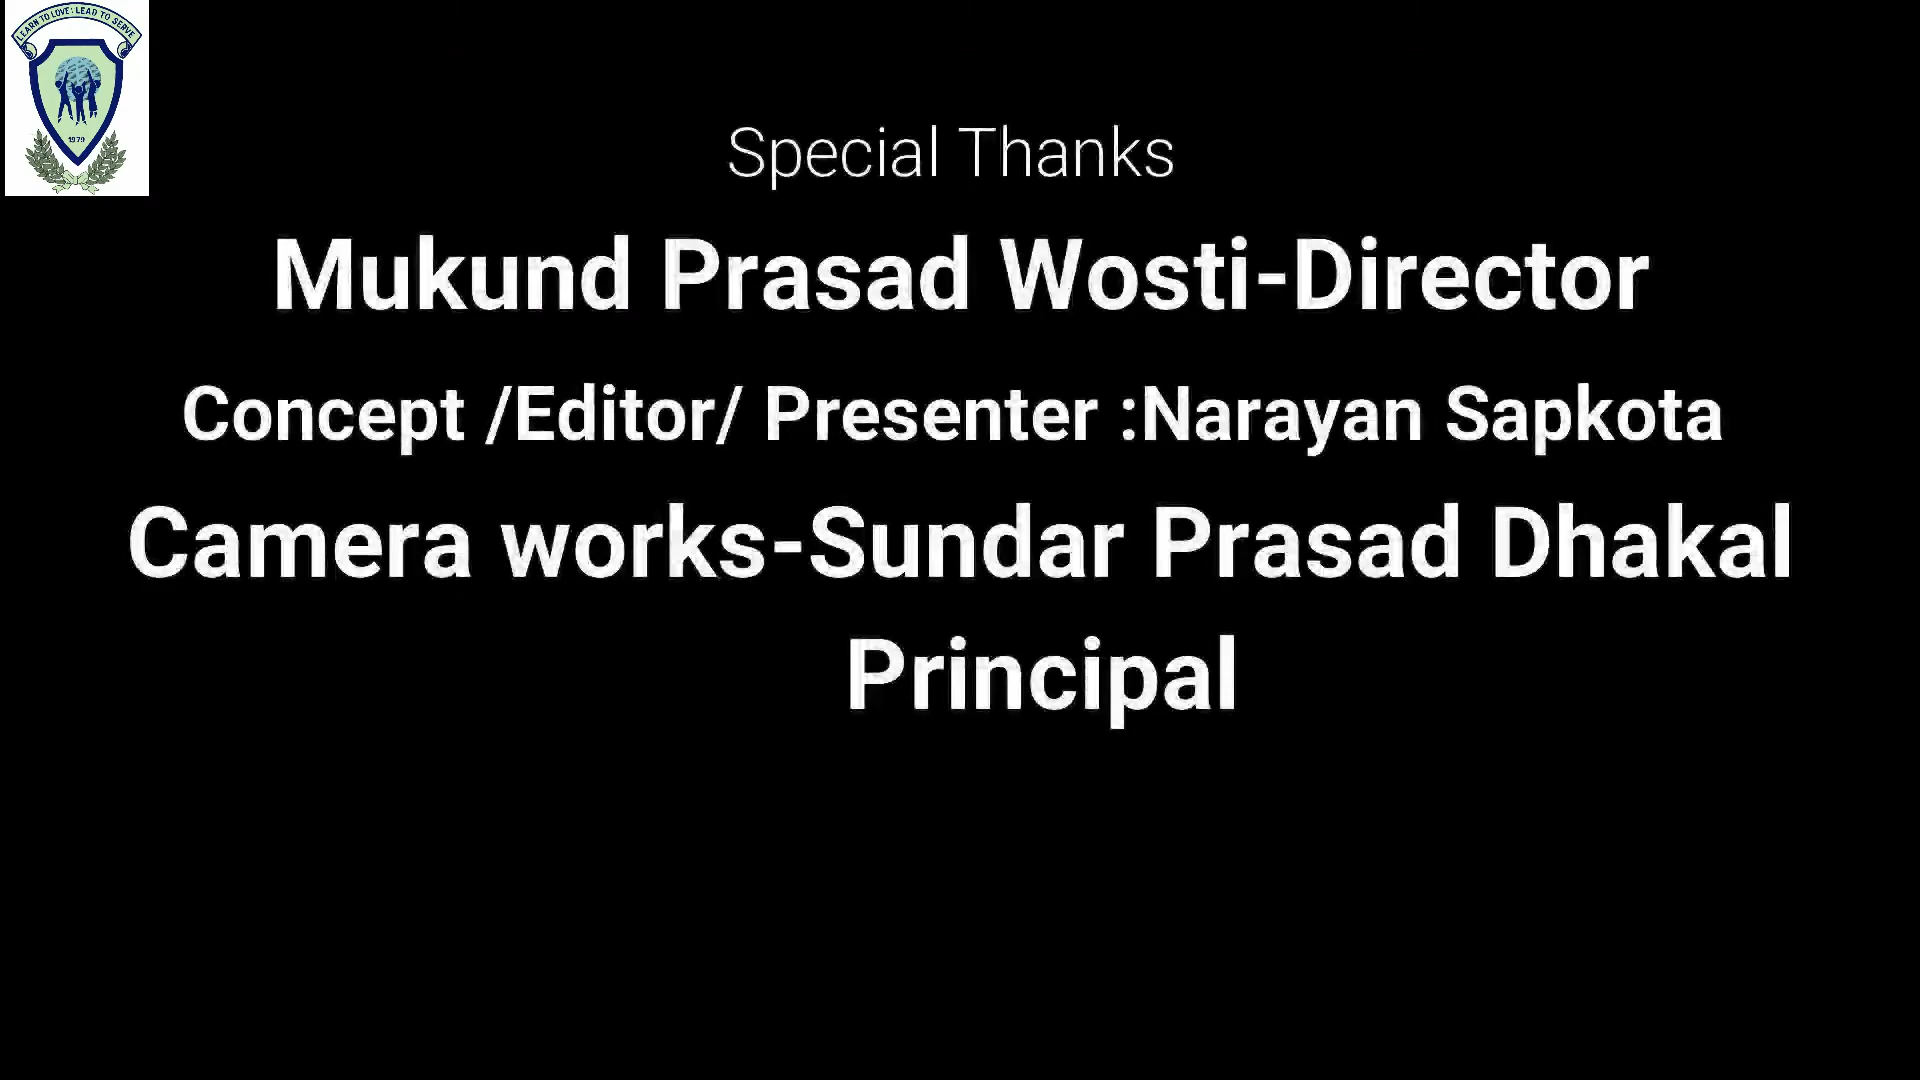 LEARN TO LOVE: LEAD TO SERVE
1979
Special Thanks
Mukund Prasad Wosti-Director
Concept /Editor/ Presenter :Narayan Sapkota
Camera works-Sundar Prasad Dhakal
Principal